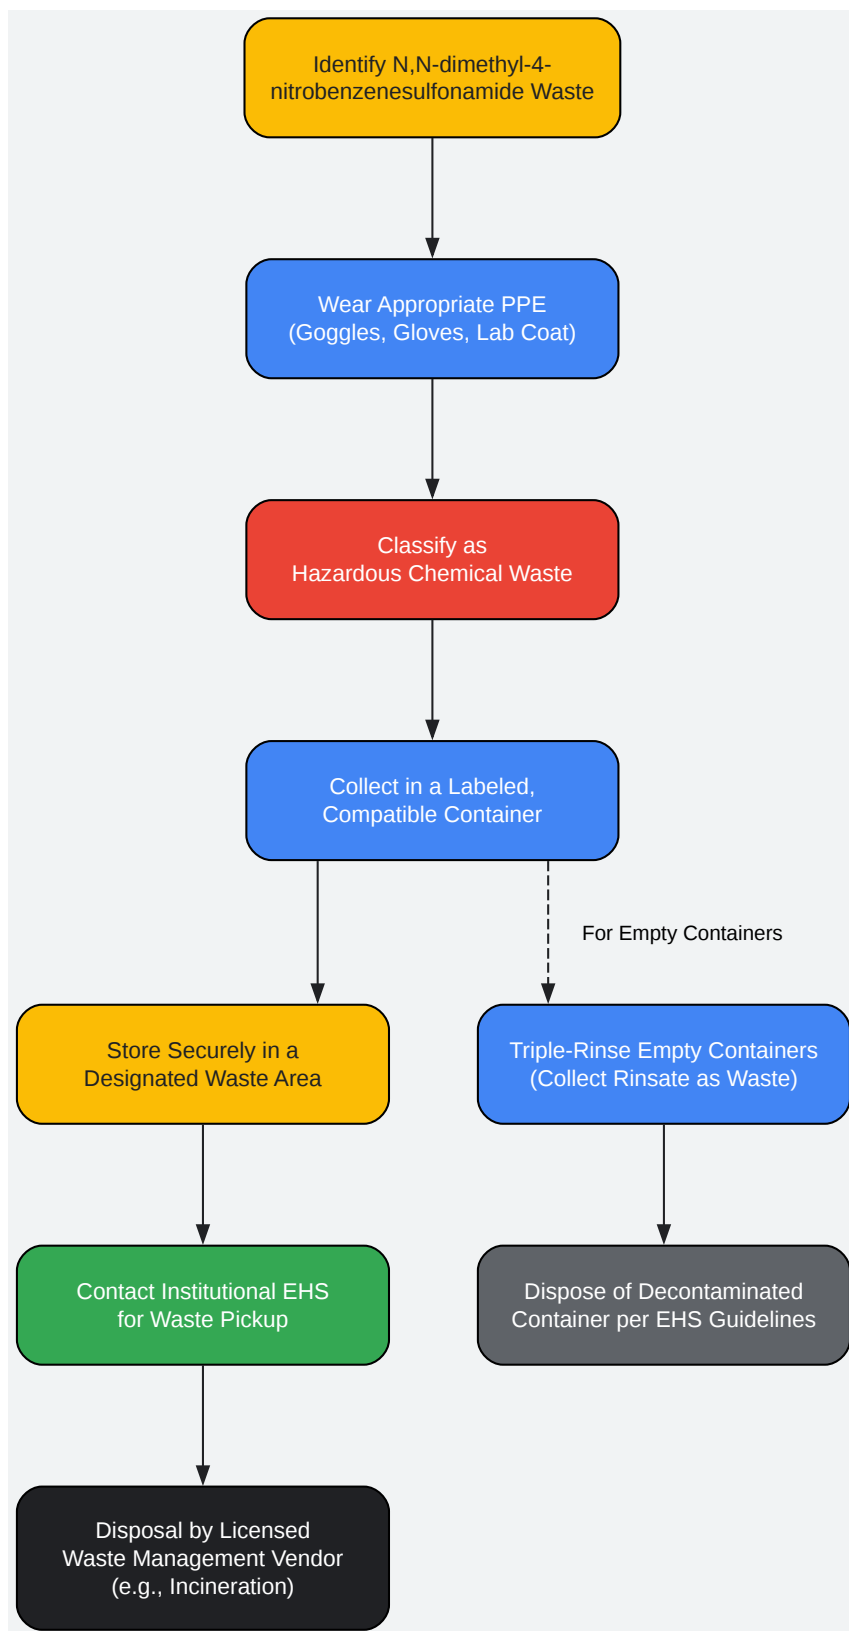 Identify N,N-dimethyl-4-
nitrobenzenesulfonamide Waste
Wear Appropriate PPE
(Goggles, Gloves, Lab Coat)
Classify as
Hazardous Chemical Waste
Collect in a Labeled,
Compatible Container
For Empty Containers
Store Securely in a
Designated Waste Area
Triple-Rinse Empty Containers
(Collect Rinsate as Waste)
Contact Institutional EHS
for Waste Pickup
Dispose of Decontaminated
Container per EHS Guidelines
Disposal by Licensed
Waste Management Vendor
(e.g., Incineration)